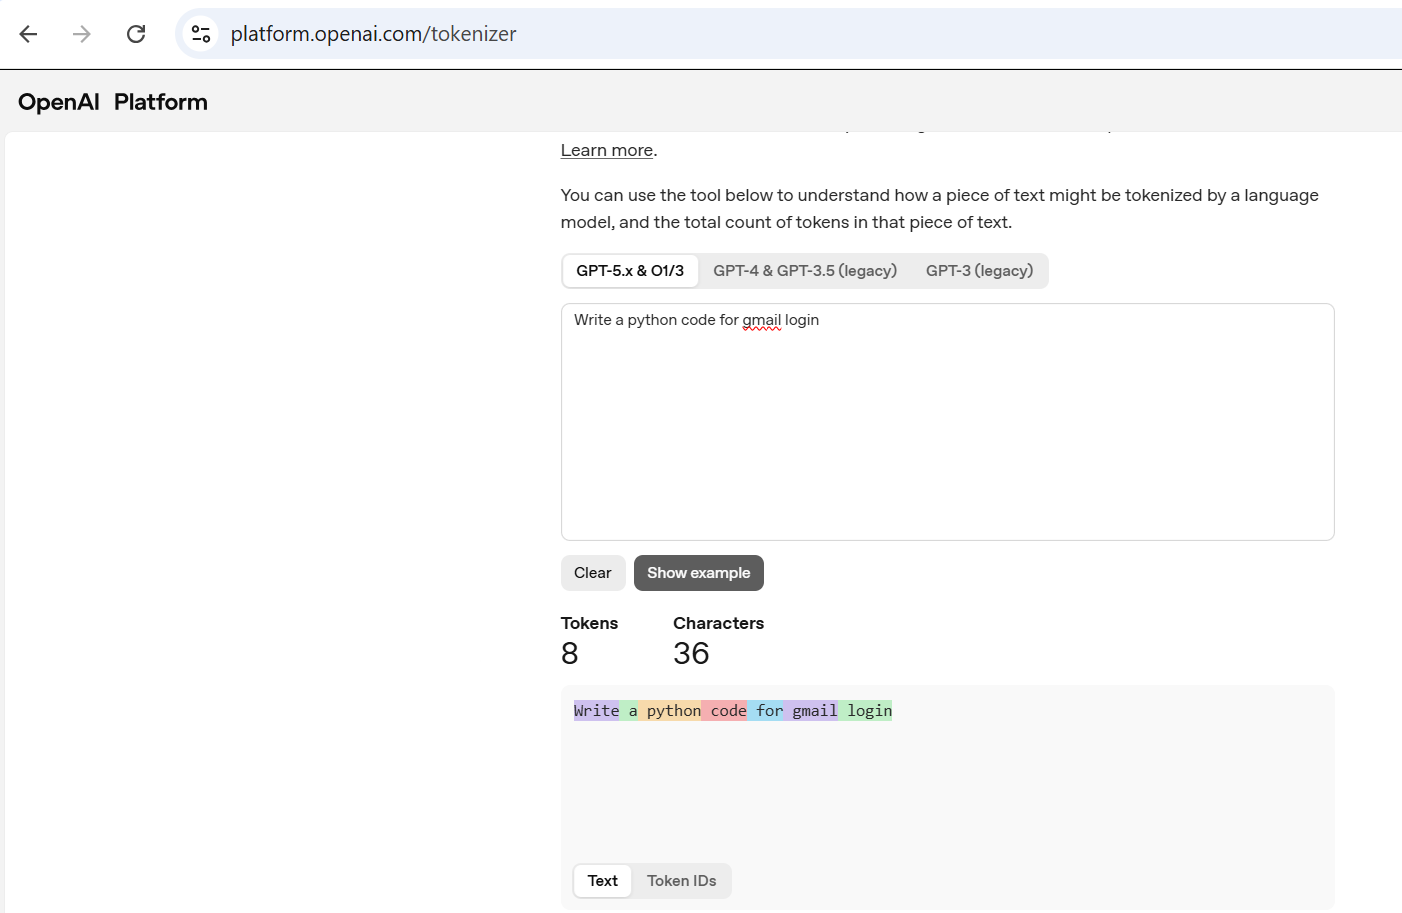 platform.openai.com/tokenizer
OpenAI Platform
Learn more.
You can use the tool below to understand how a piece of text might be tokenized by a language
model, and the total count of tokens in that piece of text.
GPT-5.x & O1/3 GPT-4 & GPT-3.5 (legacy) GPT-3 (legacy)
Write a python code for gmail login
Clear Show example
Tokens Characters
8 36
Write a python code for gmail login
Text Token IDs